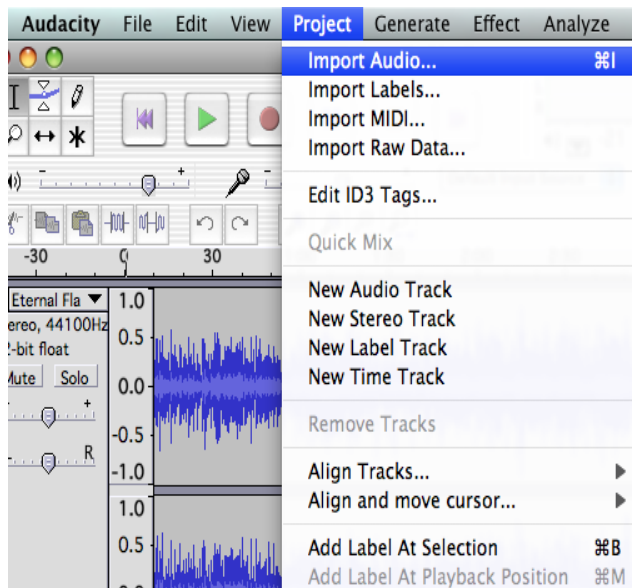 Audacity File Edit View Project Generate Effect Analyze
Import Audio... ⌘I
Import Labels...
Import MIDI...
Import Raw Data...
Edit ID3 Tags...
Quick Mix
-30 0 30
New Audio Track
New Stereo Track
New Label Track
New Time Track
Remove Tracks
Align Tracks...
Align and move cursor...
Add Label At Selection ⌘B
Add Label At Playback Position ⌘M
Eternal Fla
ereo, 44100Hz
2-bit float
Mute Solo
- +
R
1.0
0.5
0.0
-0.5
-1.0
1.0
0.5